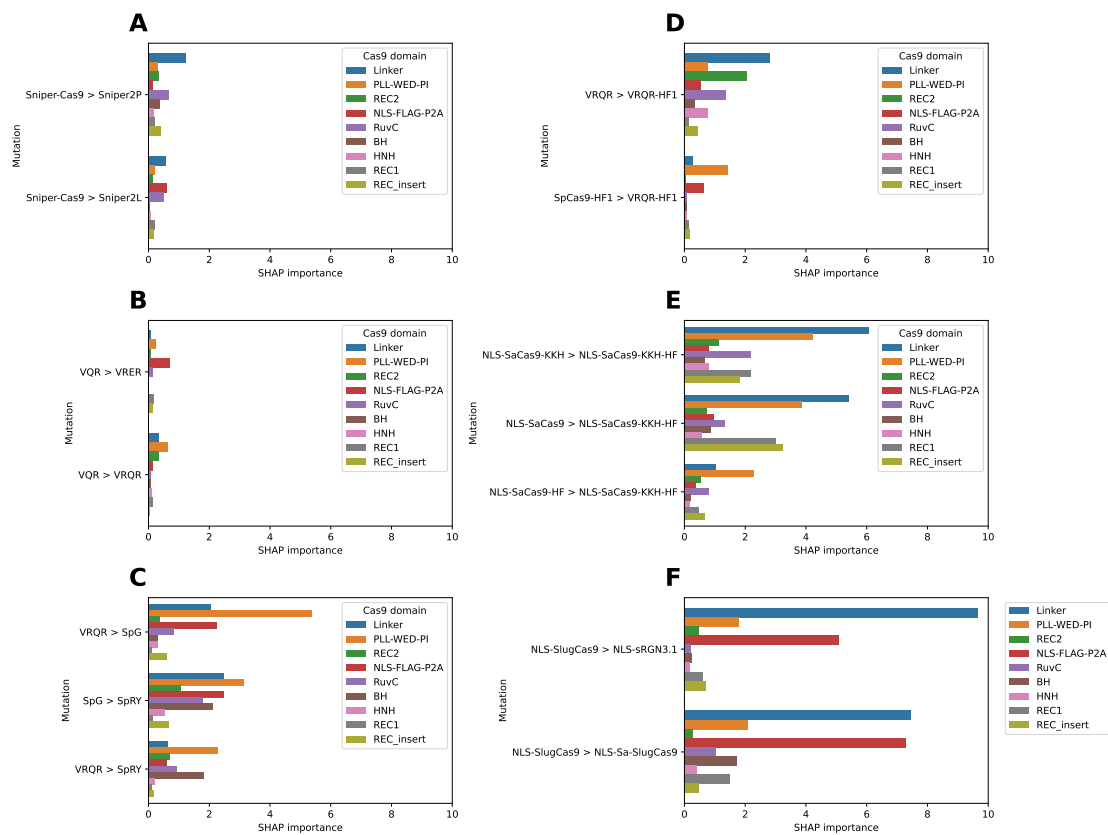 A
Mutation
Sniper-Cas9 > Sniper2P
Sniper-Cas9 > Sniper2L
Cas9 domain
Linker
PLL-WED-PI
REC2
NLS-FLAG-P2A
RuvC
BH
HNH
REC1
REC_insert
0 2 4 6 8 10
SHAP importance
D
Mutation
VRQR > VRQR-HF1
SpCas9-HF1 > VRQR-HF1
Cas9 domain
Linker
PLL-WED-PI
REC2
NLS-FLAG-P2A
RuvC
BH
HNH
REC1
REC_insert
0 2 4 6 8 10
SHAP importance
B
Mutation
VQR > VRER
VQR > VRQR
Cas9 domain
Linker
PLL-WED-PI
REC2
NLS-FLAG-P2A
RuvC
BH
HNH
REC1
REC_insert
0 2 4 6 8 10
SHAP importance
E
Mutation
NLS-SaCas9-KKH > NLS-SaCas9-KKH-HF
NLS-SaCas9 > NLS-SaCas9-KKH-HF
NLS-SaCas9-HF > NLS-SaCas9-KKH-HF
Cas9 domain
Linker
PLL-WED-PI
REC2
NLS-FLAG-P2A
RuvC
BH
HNH
REC1
REC_insert
0 2 4 6 8 10
SHAP importance
C
Mutation
VRQR > SpG
SpG > SpRY
VRQR > SpRY
Cas9 domain
Linker
PLL-WED-PI
REC2
NLS-FLAG-P2A
RuvC
BH
HNH
REC1
REC_insert
0 2 4 6 8 10
SHAP importance
F
Mutation
NLS-SlugCas9 > NLS-sRGN3.1
NLS-SlugCas9 > NLS-Sa-SlugCas9
Linker
PLL-WED-PI
REC2
NLS-FLAG-P2A
RuvC
BH
HNH
REC1
REC_insert
0 2 4 6 8 10
SHAP importance